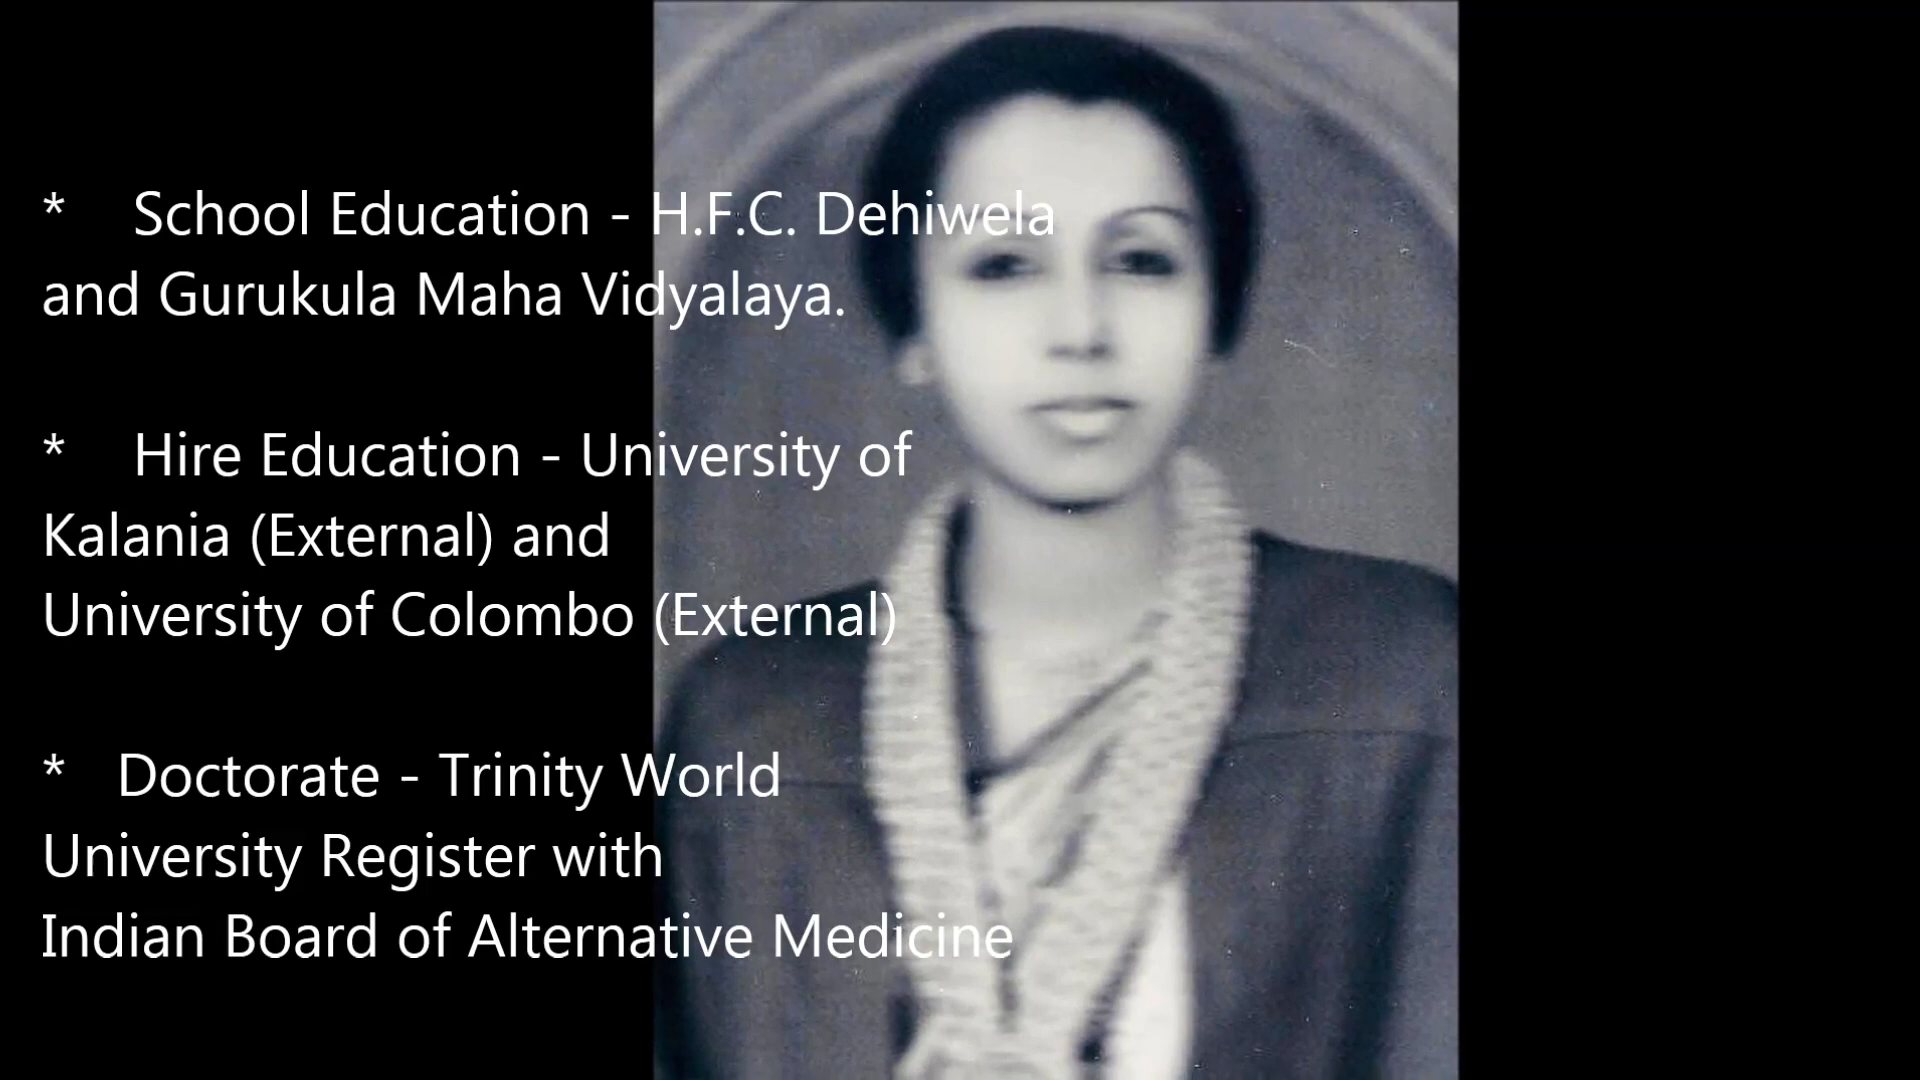 * School Education - H.F.C. Dehiwela
and Gurukula Maha Vidyalaya.
* Hire Education - University of
Kalania (External) and
University of Colombo (External)
* Doctorate - Trinity World
University Register with
Indian Board of Alternative Medicine